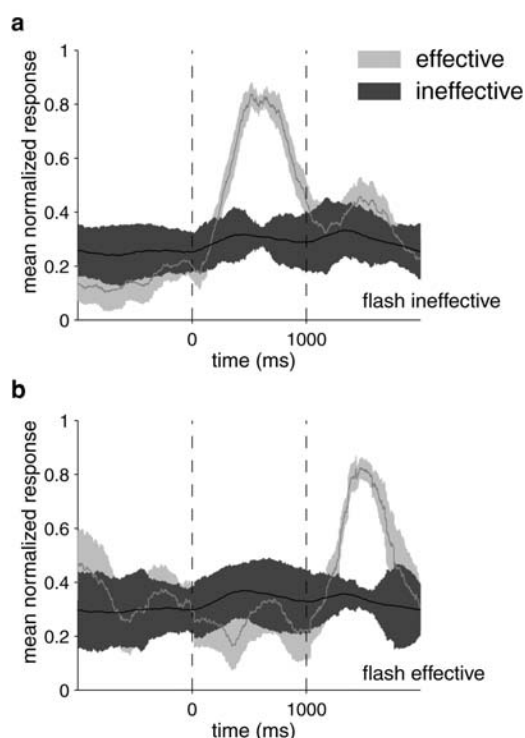 a
1
effective
ineffective
0.8
0.6
0.4
0.2
0
mean normalized response
flash ineffective
0
1000
time (ms)
b
1
0.8
0.6
0.4
0.2
0
mean normalized response
flash effective
0
1000
time (ms)